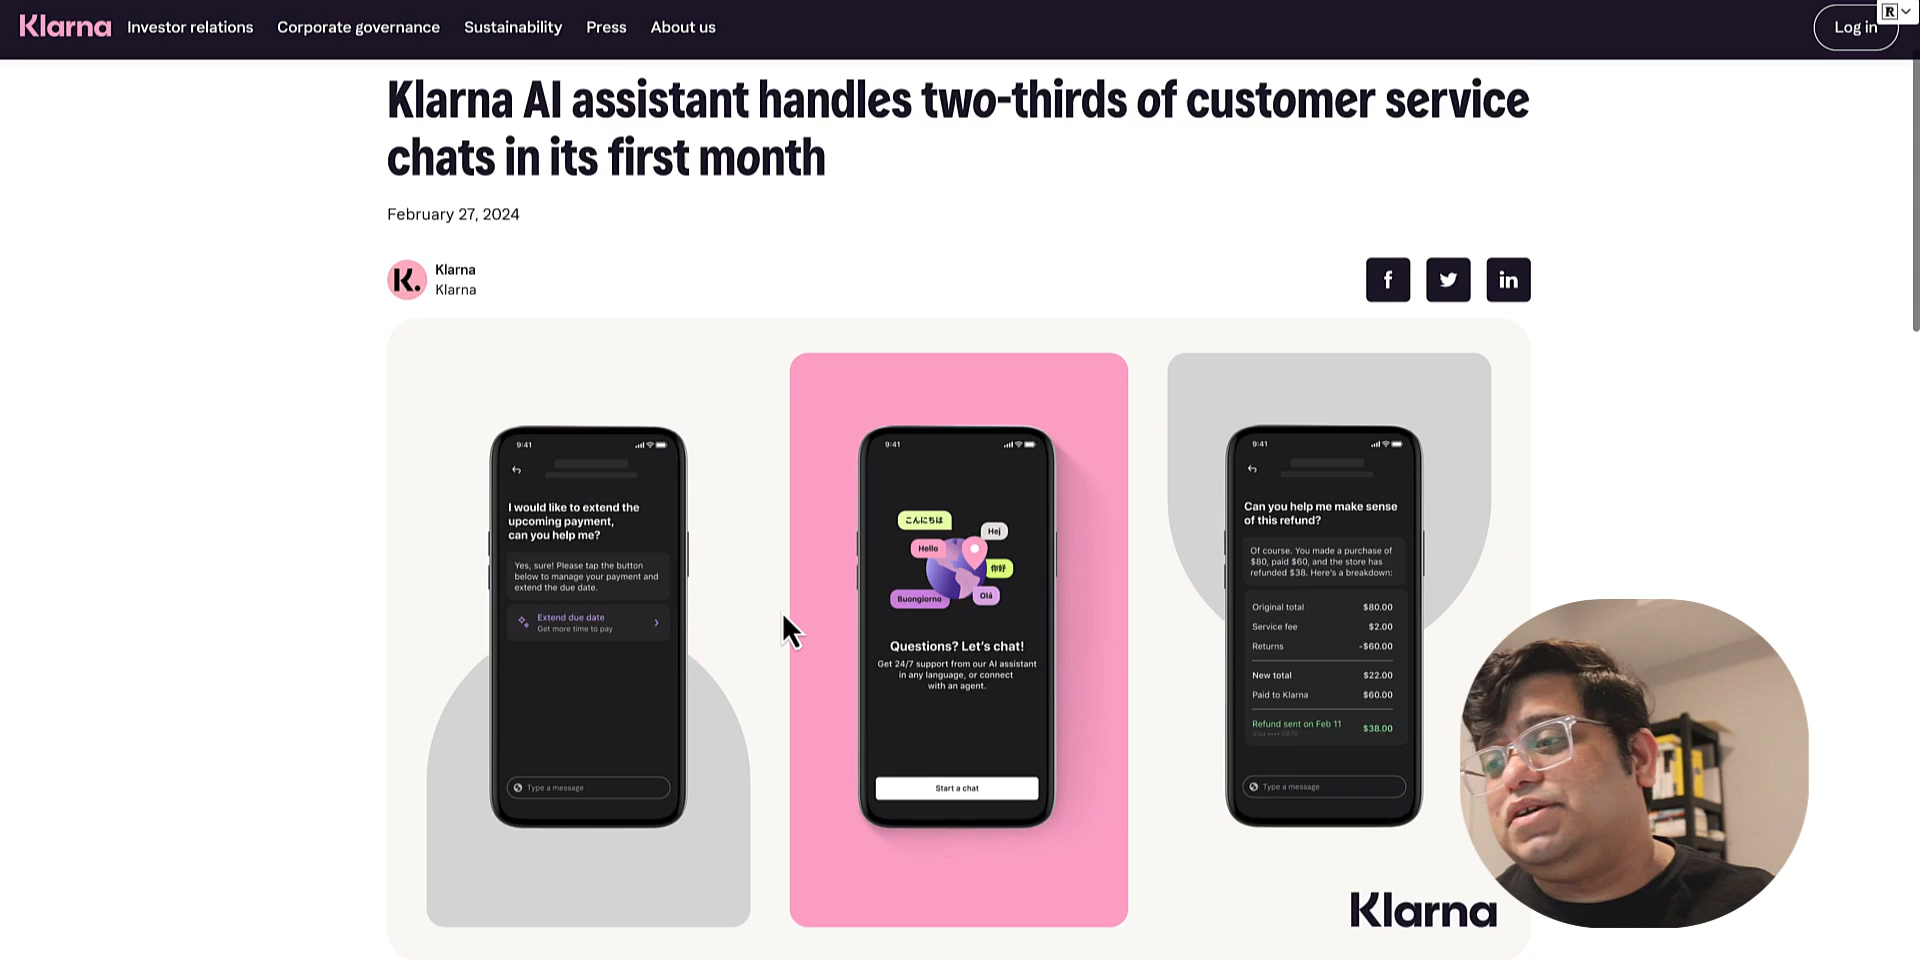 Klarna Investor relations Corporate governance Sustainability Press About us Log in
R
Klarna AI assistant handles two-thirds of customer service
chats in its first month
February 27, 2024
K.
Klarna
Klarna
f in
9:41
I would like to extend the
upcoming payment,
can you help me?
Yes, sure! Please tap the button
below to manage your payment and
extend the due date.
Extend due date
Get more time to pay
Type a message
9:41
こんにちは
Hej
Hello
你好
Olá
Buongiorno
Questions? Let's chat!
Get 24/7 support from our AI assistant
in any language, or connect
with an agent.
Start a chat
9:41
Can you help me make sense
of this refund?
Of course. You made a purchase of
$80, paid $60, and the store has
refunded $38. Here's a breakdown:
Original total $80.00
Service fee $2.00
Returns -$60.00
New total $22.00
Paid to Klarna $60.00
Refund sent on Feb 11 $38.00
Type a message
Klarna